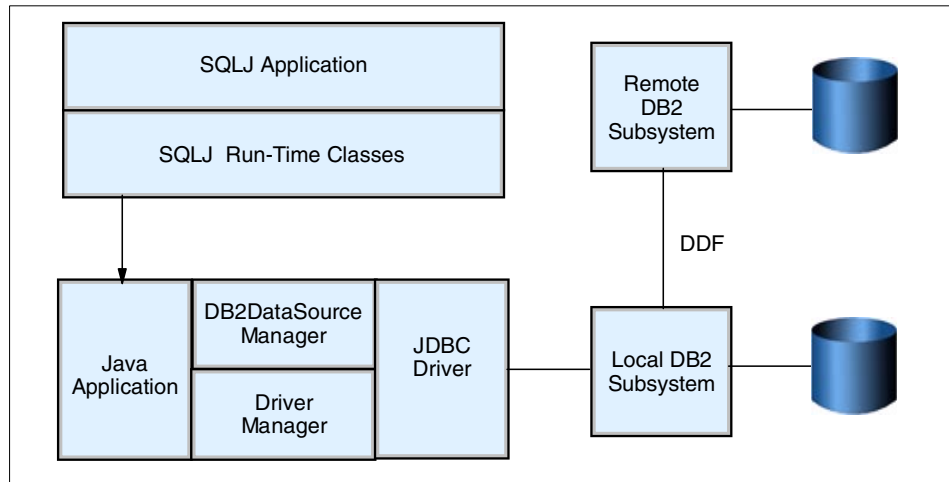 SQLJ Application
SQLJ Run-Time Classes
Remote
DB2
Subsystem
DDF
Java
Application
DB2DataSource
Manager
Driver
Manager
JDBC
Driver
Local DB2
Subsystem